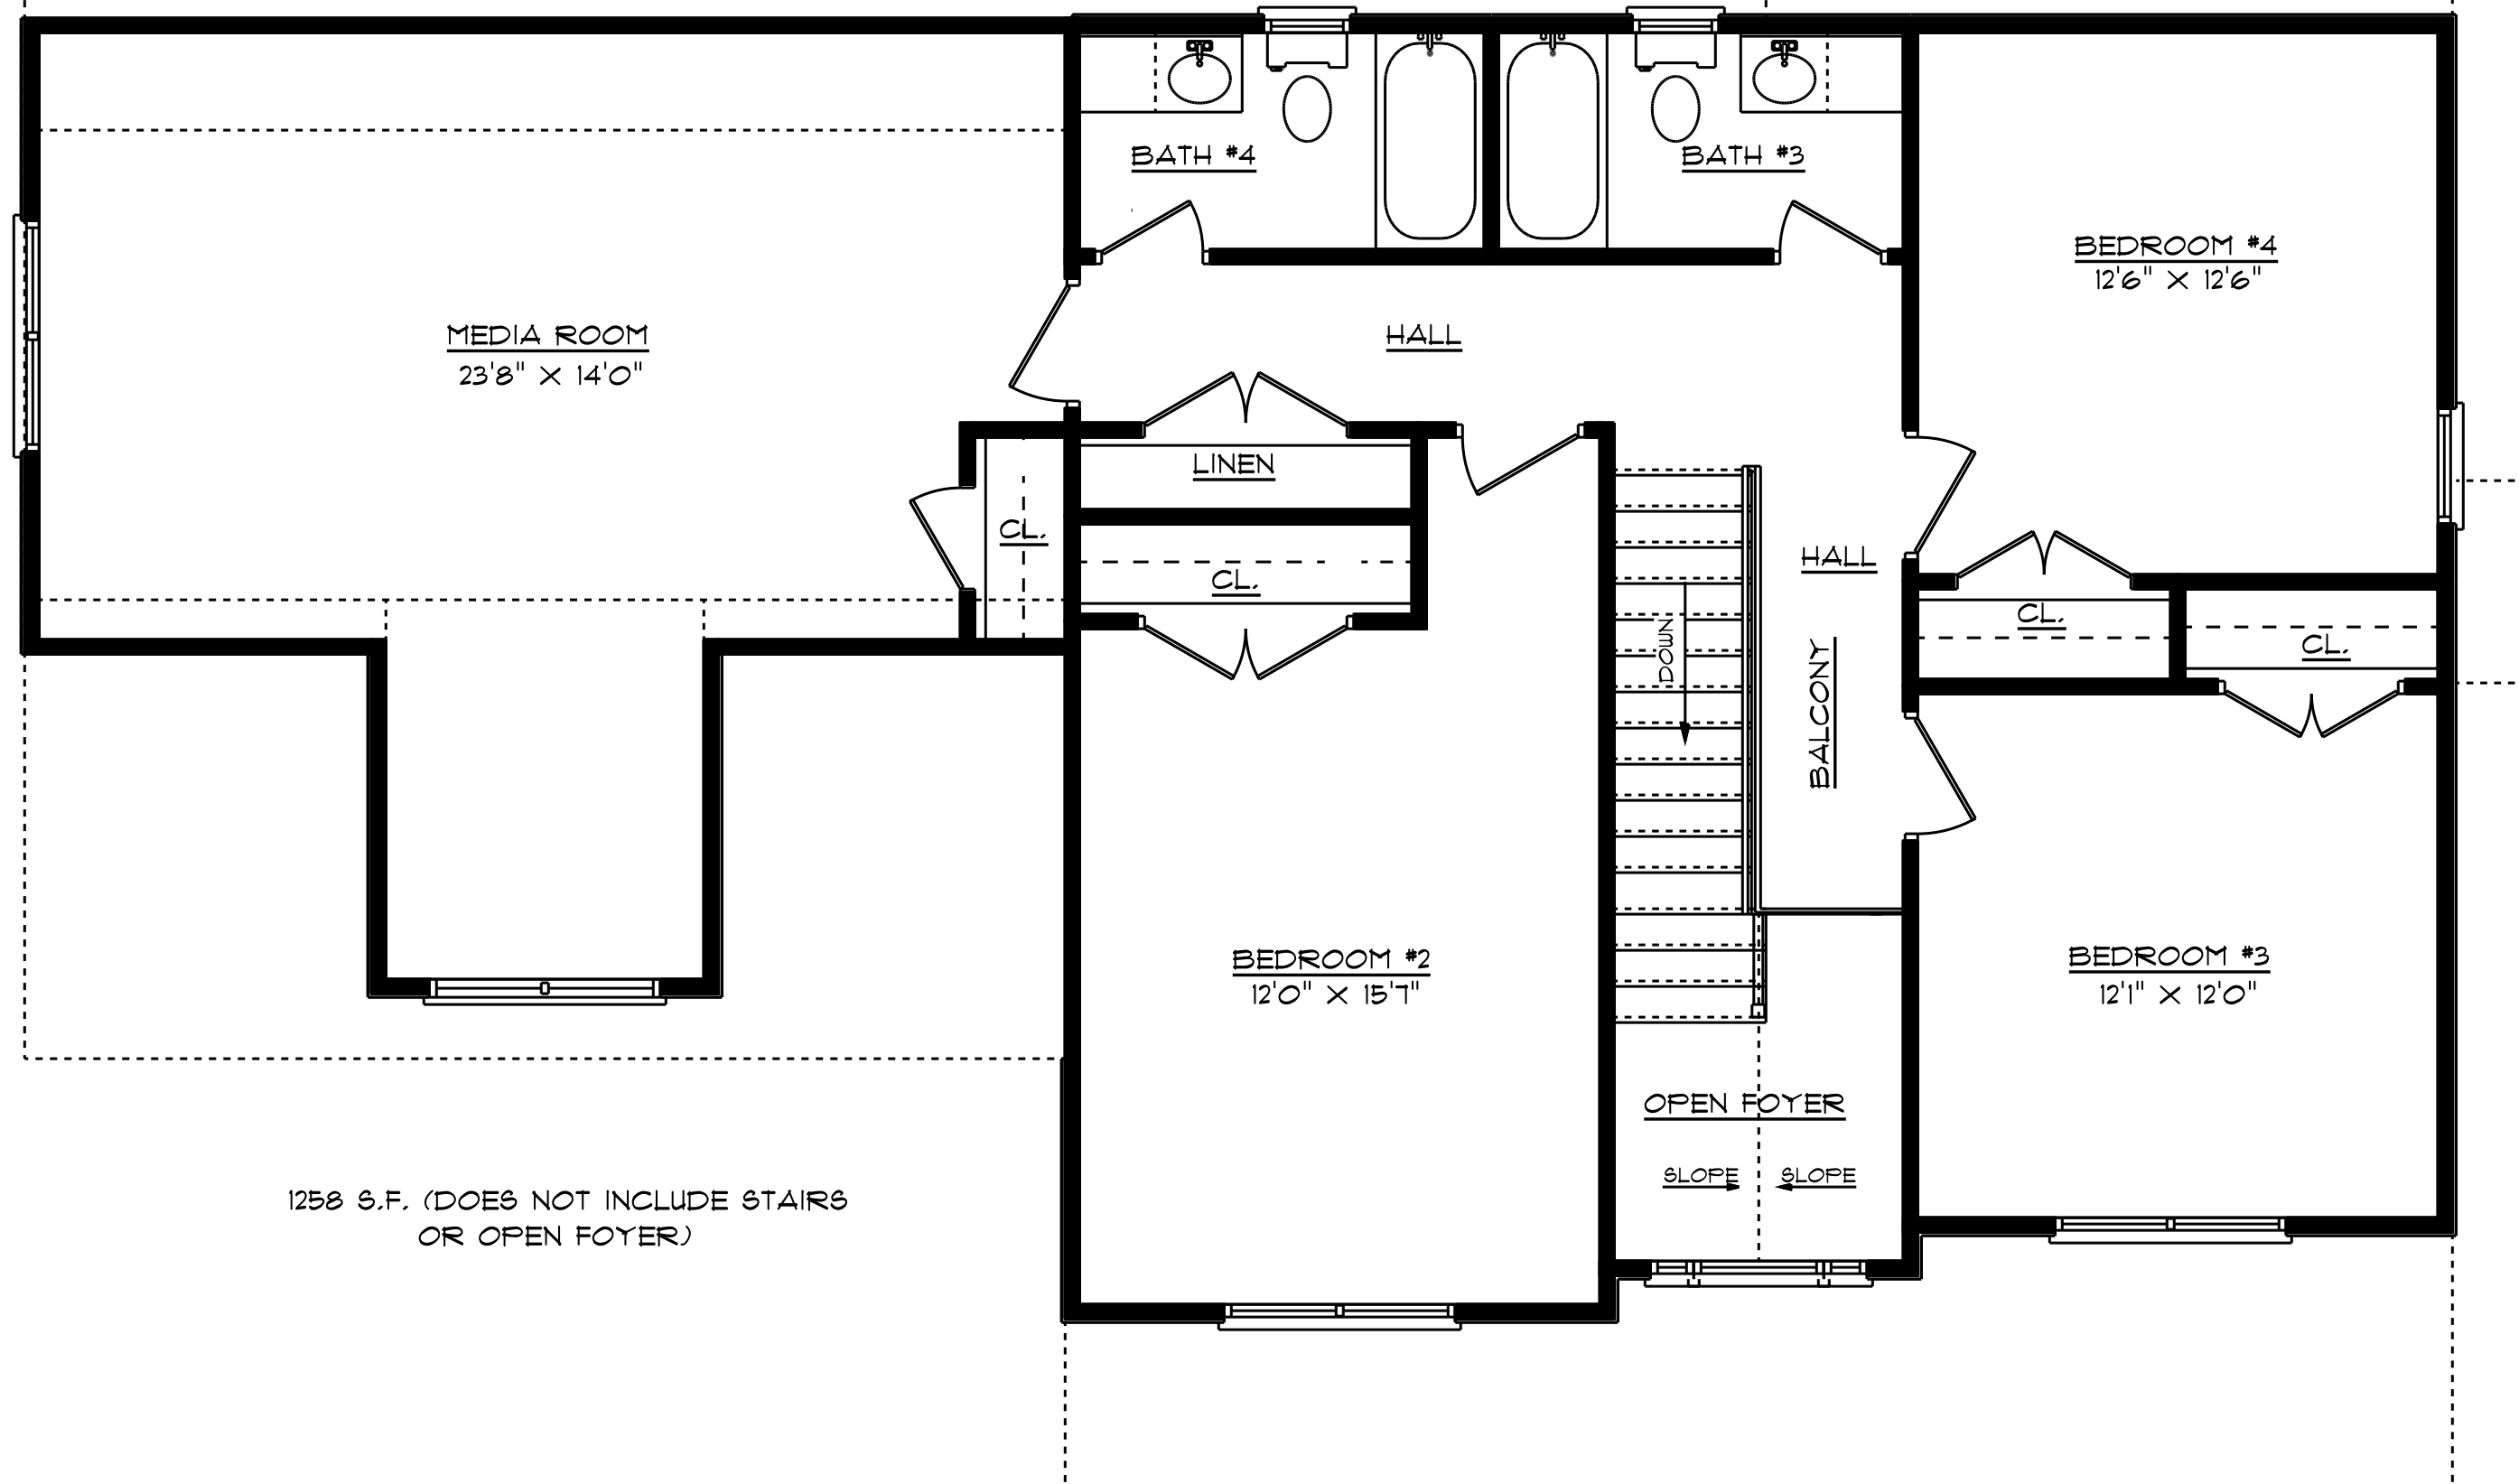 BATH #4
BATH #3
BEDROOM #4
12'6" X 12'6"
MEDIA ROOM
23'8" X 14'0"
HALL
LINEN
CL.
CL.
HALL
CL.
CL.
DOWN
BALCONY
BEDROOM #2
12'0" X 15'7"
BEDROOM #3
12'1" X 12'0"
OPEN FOYER
SLOPE SLOPE
1258 S.F. (DOES NOT INCLUDE STAIRS
OR OPEN FOYER)